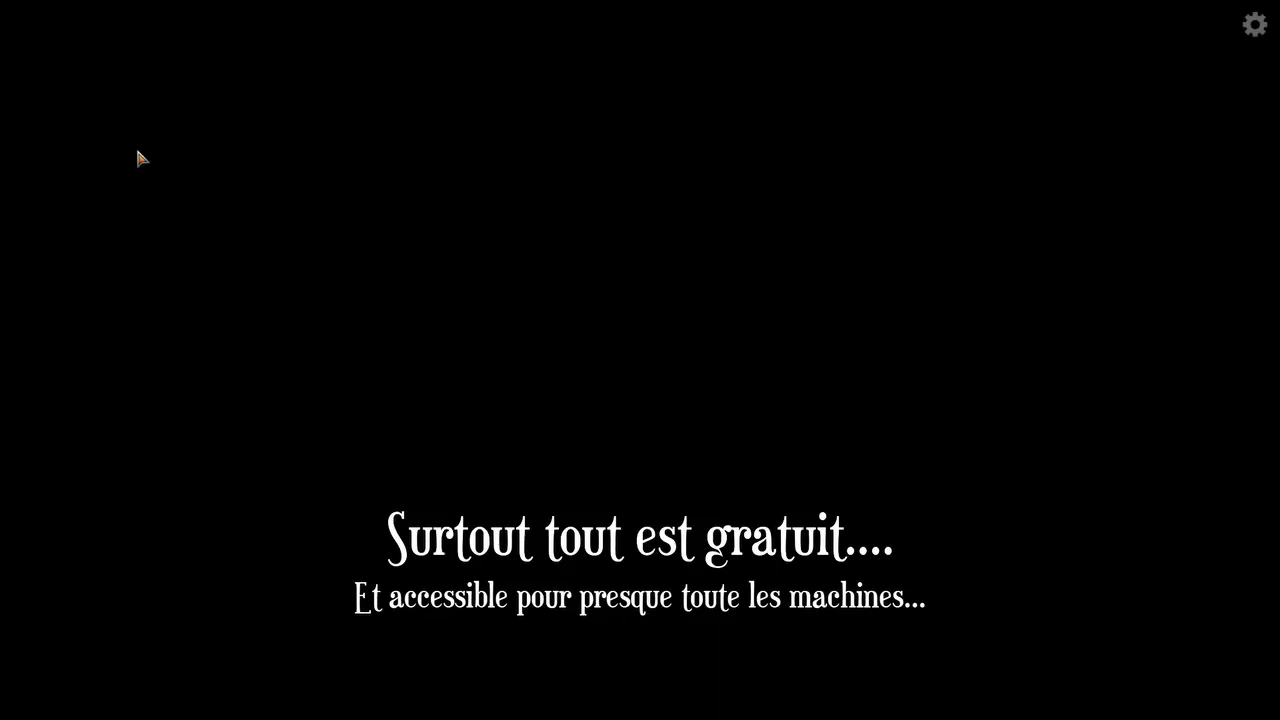 Surtout tout est gratuit....
Et accessible pour presque toute les machines...